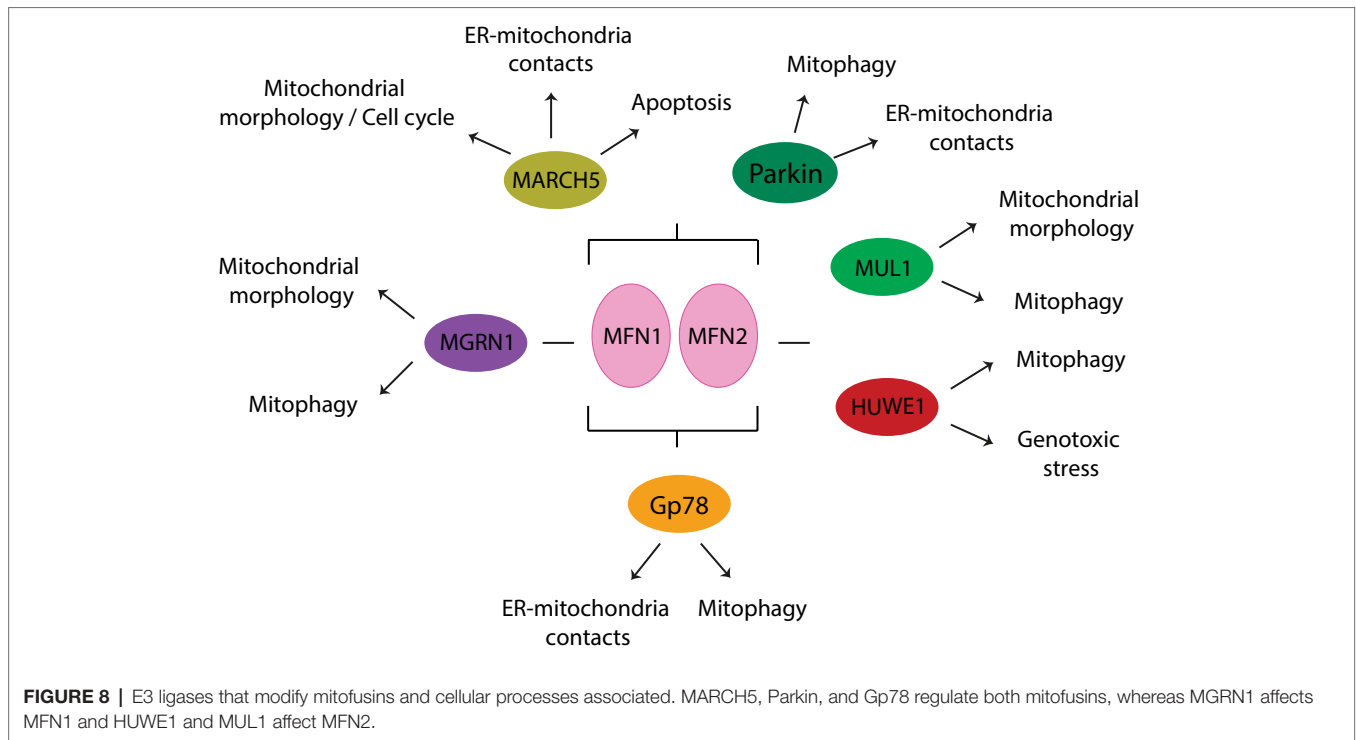 ER-mitochondria
contacts
Mitochondrial
morphology / Cell cycle
Apoptosis
MARCH5
Mitophagy
ER-mitochondria
contacts
Parkin
Mitochondrial
morphology
MUL1
Mitophagy
Mitochondrial
morphology
MGRN1
Mitophagy
MFN1
MFN2
Mitophagy
HUWE1
Genotoxic
stress
Gp78
ER-mitochondria
contacts
Mitophagy
FIGURE 8 | E3 ligases that modify mitofusins and cellular processes associated. MARCH5, Parkin, and Gp78 regulate both mitofusins, whereas MGRN1 affects
MFN1 and HUWE1 and MUL1 affect MFN2.